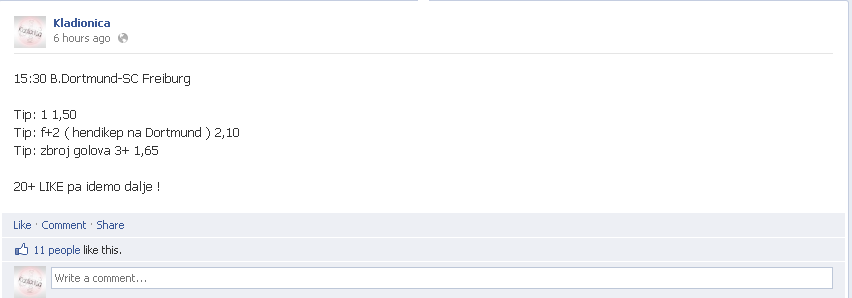 Kladionica
6 hours ago
15:30 B.Dortmund-SC Freiburg
Tip: 1 1,50
Tip: f+2 ( hendikep na Dortmund ) 2,10
Tip: zbroj golova 3+ 1,65
20+ LIKE pa idemo dalje !
Like · Comment · Share
11 people like this.
Write a comment...